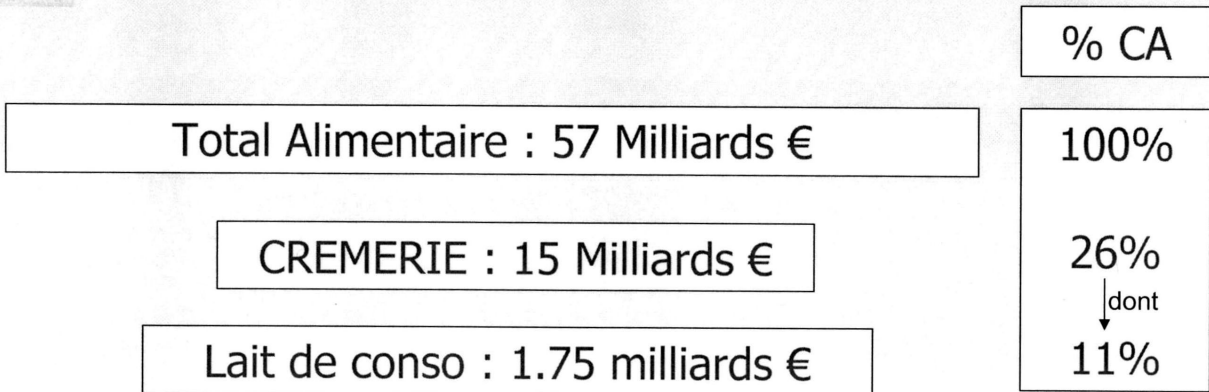 % CA
Total Alimentaire : 57 Milliards €
100%
CREMERIE : 15 Milliards €
26%
dont
Lait de conso : 1.75 milliards €
11%